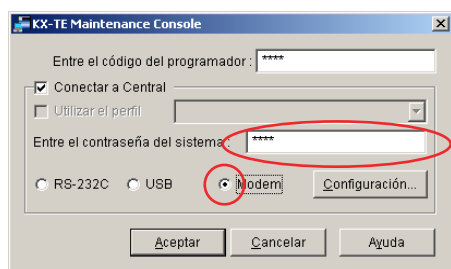 KX-TE Maintenance Console
Entre el código del programador : ****
Conectar a Central
Utilizar el perfil
Entre el contraseña del sistema : ****
RS-232C USB Modem Configuración...
Aceptar Cancelar Ayuda